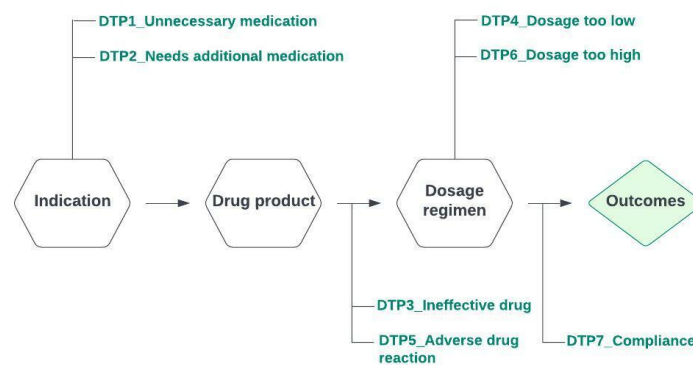 DTP1_Unnecessary medication
DTP2_Needs additional medication
DTP4_Dosage too low
DTP6_Dosage too high
Indication
Drug product
Dosage
regimen
Outcomes
DTP3_Ineffective drug
DTP5_Adverse drug
reaction
DTP7_Compliance